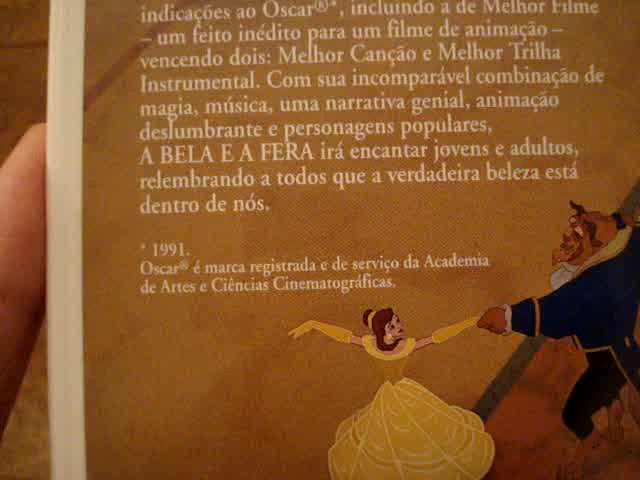 indicações ao Oscar®*, incluindo a de Melhor Filme
– um feito inédito para um filme de animação –
vencendo dois: Melhor Canção e Melhor Trilha
Instrumental. Com sua incomparável combinação de
magia, música, uma narrativa genial, animação
deslumbrante e personagens populares,
A BELA E A FERA irá encantar jovens e adultos,
relembrando a todos que a verdadeira beleza está
dentro de nós.
* 1991.
Oscar® é marca registrada e de serviço da Academia
de Artes e Ciências Cinematográficas.